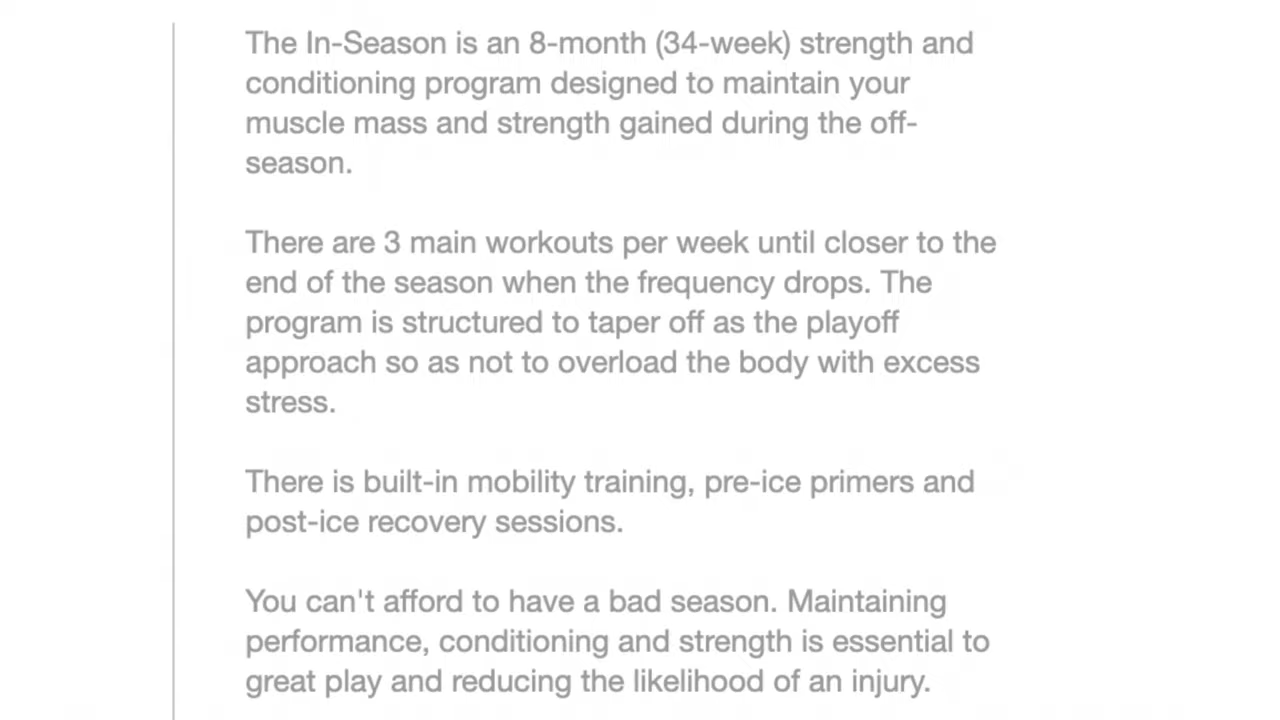 The In-Season is an 8-month (34-week) strength and
conditioning program designed to maintain your
muscle mass and strength gained during the off-
season.
There are 3 main workouts per week until closer to the
end of the season when the frequency drops. The
program is structured to taper off as the playoff
approach so as not to overload the body with excess
stress.
There is built-in mobility training, pre-ice primers and
post-ice recovery sessions.
You can't afford to have a bad season. Maintaining
performance, conditioning and strength is essential to
great play and reducing the likelihood of an injury.